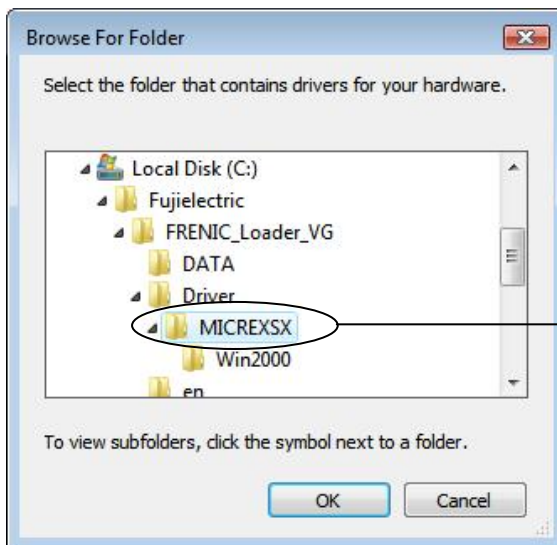 Browse For Folder
Select the folder that contains drivers for your hardware.
Local Disk (C:)
Fujielectric
FRENIC_Loader_VG
DATA
Driver
MICREXSX
Win2000
en
To view subfolders, click the symbol next to a folder.
OK Cancel